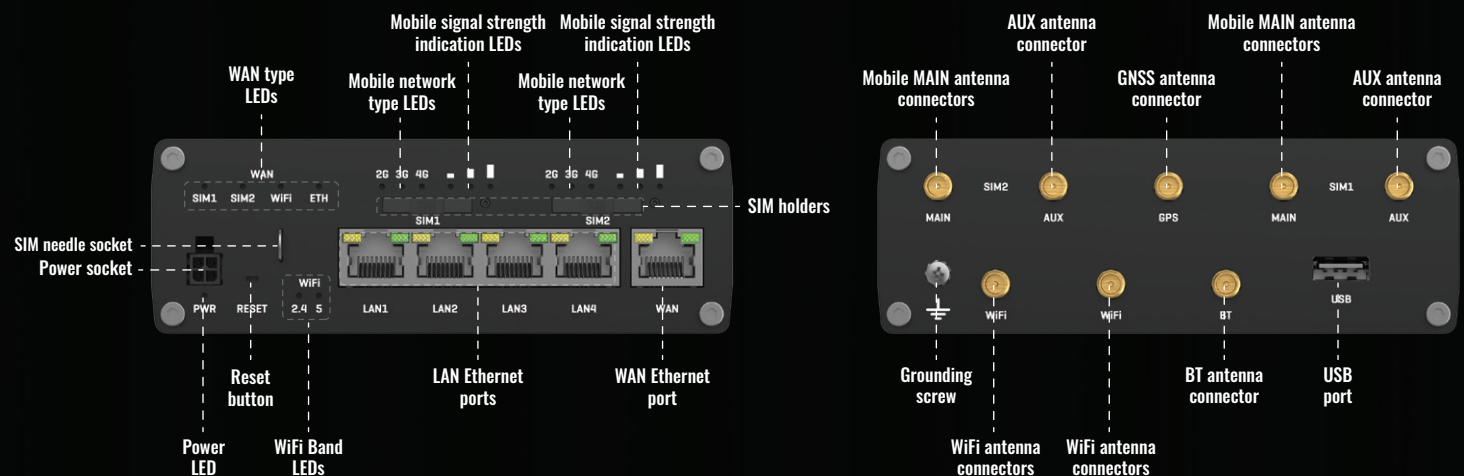 Mobile signal strength
indication LEDs
Mobile signal strength
indication LEDs
WAN type
LEDs
Mobile network
type LEDs
Mobile network
type LEDs
WAN
SIM1 SIM2 WiFi ETH
2G 3G 4G
2G 3G 4G
SIM1
SIM2
SIM holders
SIM needle socket
Power socket
WiFi
PWR RESET 2.4 5 LAN1 LAN2 LAN3 LAN4 WAN
Reset
button
LAN Ethernet
ports
WAN Ethernet
port
Power
LED
WiFi Band
LEDs
AUX antenna
connector
Mobile MAIN antenna
connectors
Mobile MAIN antenna
connectors
GNSS antenna
connector
AUX antenna
connector
SIM2 SIM1
MAIN AUX GPS MAIN AUX
USB
WiFi WiFi BT
Grounding
screw
BT antenna
connector
USB
port
WiFi antenna
connectors
WiFi antenna
connectors